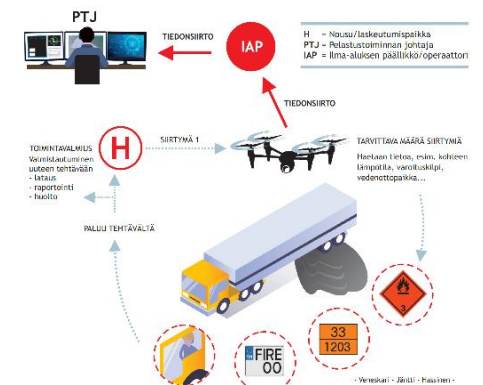 PTJ
TIEDONSIIRTO
IAP
H = Nousu/laskeutumispaikka
PTJ = Pelastustoiminnan johtaja
IAP = Ilma-aluksen päällikkö/operaattori
TIEDONSIIRTO
TOIMINTAVALMIUS
Valmistautuminen
uuteen tehtävään
- lataus
- raportointi
- huolto
H
SIIRTYMÄ 1
TARVITTAVA MÄÄRÄ SIIRTYMIÄ
Haetaan tietoa, esim. kohteen
lämpötila, varoituskilpi,
vedenottopaikka...
PALUU TEHTÄVÄLTÄ
3
33
1203
FIRE
00
- Veneskari - Jäntti - Hassinen -